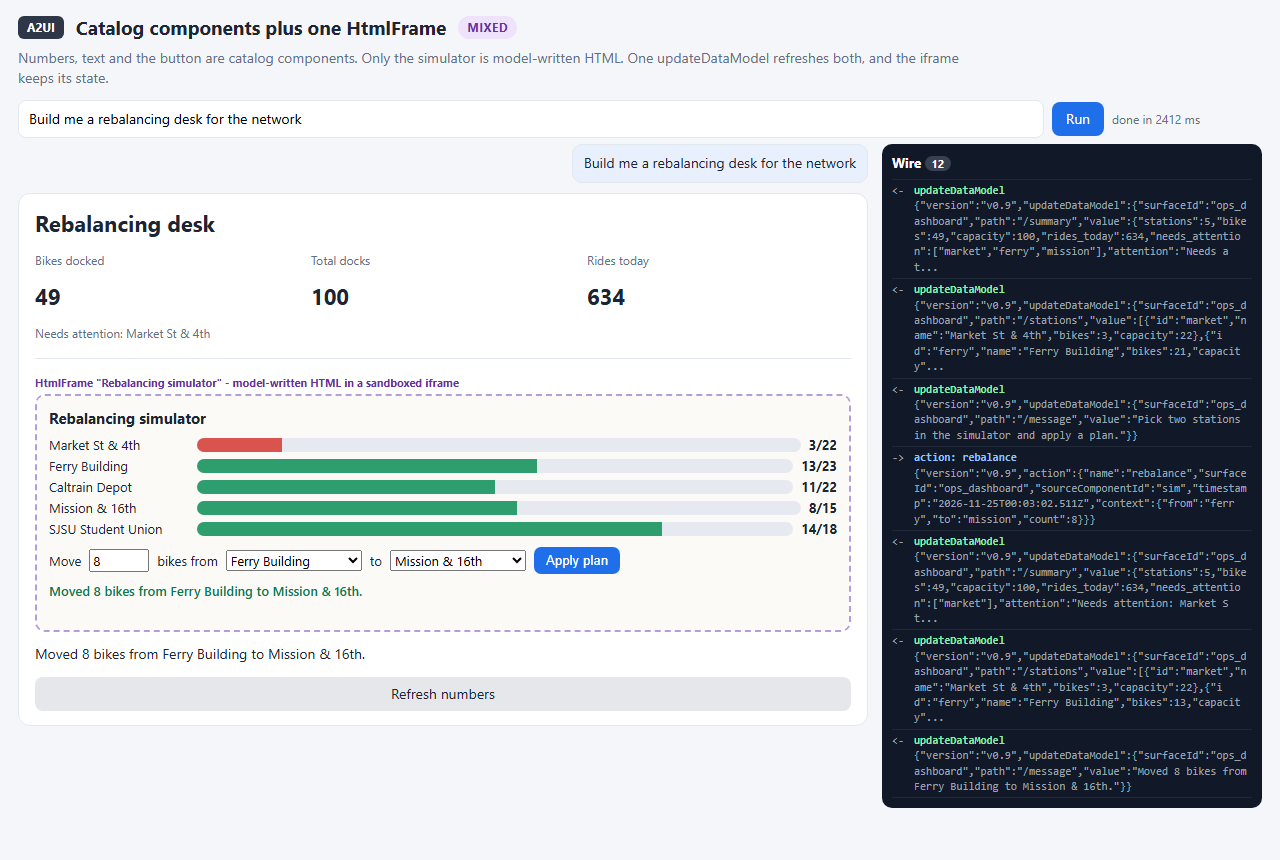 A2UI Catalog components plus one HtmlFrame MIXED
Numbers, text and the button are catalog components. Only the simulator is model-written HTML. One updateDataModel refreshes both, and the iframe
keeps its state.
Build me a rebalancing desk for the network
Run done in 2412 ms
Build me a rebalancing desk for the network
Rebalancing desk
Bikes docked Total docks Rides today
49 100 634
Needs attention: Market St & 4th
HtmlFrame "Rebalancing simulator" - model-written HTML in a sandboxed iframe
Rebalancing simulator
Market St & 4th 3/22
Ferry Building 13/23
Caltrain Depot 11/22
Mission & 16th 8/15
SJSU Student Union 14/18
Move 8 bikes from Ferry Building to Mission & 16th Apply plan
Moved 8 bikes from Ferry Building to Mission & 16th.
Moved 8 bikes from Ferry Building to Mission & 16th.
Refresh numbers
Wire 12
<- updateDataModel
{"version":"v0.9","updateDataModel":{"surfaceId":"ops_d
ashboard","path":"/summary","value":{"stations":5,"bike
s":49,"capacity":100,"rides_today":634,"needs_attentio
n":["market","ferry","mission"],"attention":"Needs a
t...
<- updateDataModel
{"version":"v0.9","updateDataModel":{"surfaceId":"ops_d
ashboard","path":"/stations","value":[{"id":"market","n
ame":"Market St & 4th","bikes":3,"capacity":22},{"i
d":"ferry","name":"Ferry Building","bikes":21,"capacit
y"...
<- updateDataModel
{"version":"v0.9","updateDataModel":{"surfaceId":"ops_d
ashboard","path":"/message","value":"Pick two stations
in the simulator and apply a plan."}}
-> action: rebalance
{"version":"v0.9","action":{"name":"rebalance","surface
Id":"ops_dashboard","sourceComponentId":"sim","timestam
p":"2026-11-25T00:03:02.511Z","context":{"from":"ferr
y","to":"mission","count":8}}}
<- updateDataModel
{"version":"v0.9","updateDataModel":{"surfaceId":"ops_d
ashboard","path":"/summary","value":{"stations":5,"bike
s":49,"capacity":100,"rides_today":634,"needs_attentio
n":["market"],"attention":"Needs attention: Market S
t...
<- updateDataModel
{"version":"v0.9","updateDataModel":{"surfaceId":"ops_d
ashboard","path":"/stations","value":[{"id":"market","n
ame":"Market St & 4th","bikes":3,"capacity":22},{"i
d":"ferry","name":"Ferry Building","bikes":13,"capacit
y"...
<- updateDataModel
{"version":"v0.9","updateDataModel":{"surfaceId":"ops_d
ashboard","path":"/message","value":"Moved 8 bikes from
Ferry Building to Mission & 16th."}}